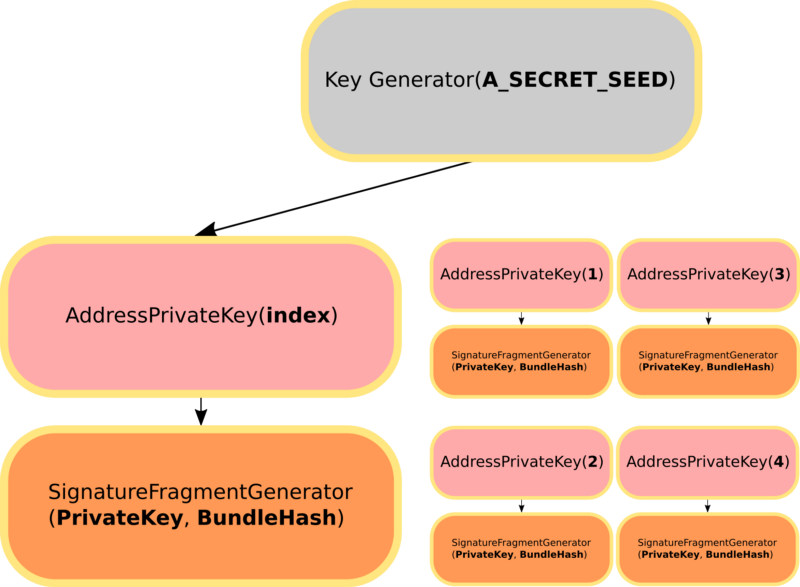 Key Generator(A_SECRET_SEED)
AddressPrivateKey(index)
SignatureFragmentGenerator
(PrivateKey, BundleHash)
AddressPrivateKey(1)
SignatureFragmentGenerator
(PrivateKey, BundleHash)
AddressPrivateKey(3)
SignatureFragmentGenerator
(PrivateKey, BundleHash)
AddressPrivateKey(2)
SignatureFragmentGenerator
(PrivateKey, BundleHash)
AddressPrivateKey(4)
SignatureFragmentGenerator
(PrivateKey, BundleHash)